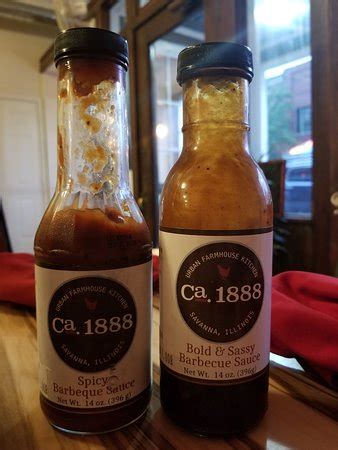 URBAN FARMHOUSE KITCHEN
Ca. 1888
SAVANNA, ILLINOIS
Spicy
Barbeque Sauce
Net Wt. 14 oz. (396 g)
URBAN FARMHOUSE KITCHEN
Ca. 1888
SAVANNA, ILLINOIS
Bold & Sassy
Barbecue Sauce
Net Wt. 14 oz. (396g)